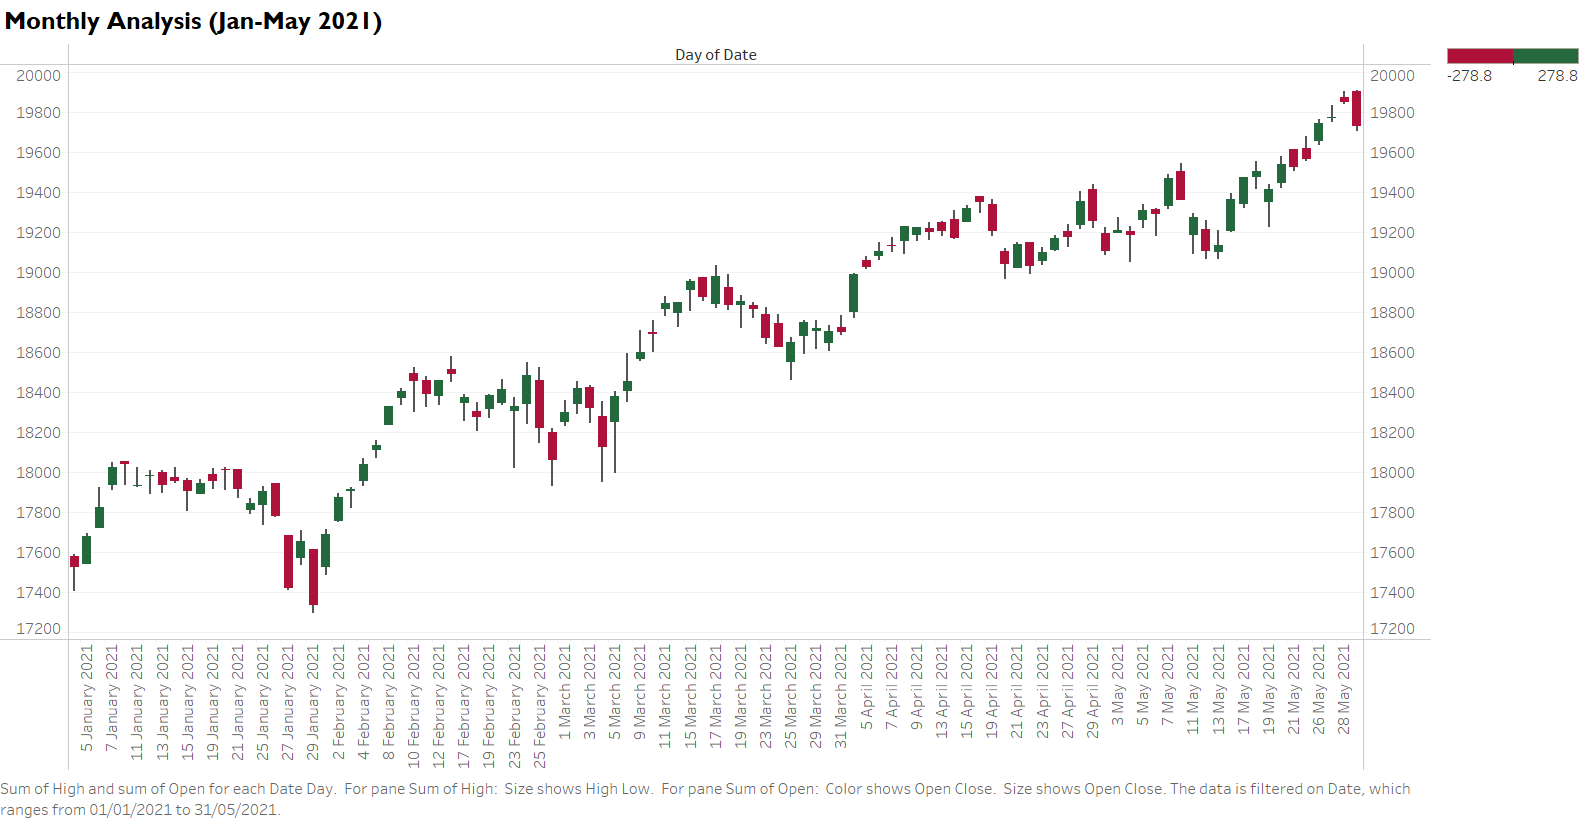 Monthly Analysis (Jan-May 2021)
Day of Date
-278.8 278.8
20000 20000
19800 19800
19600 19600
19400 19400
19200 19200
19000 19000
18800 18800
18600 18600
18400 18400
18200 18200
18000 18000
17800 17800
17600 17600
17400 17400
17200 17200
5 January 2021
7 January 2021
11 January 2021
13 January 2021
15 January 2021
19 January 2021
21 January 2021
25 January 2021
27 January 2021
29 January 2021
2 February 2021
4 February 2021
8 February 2021
10 February 2021
12 February 2021
17 February 2021
19 February 2021
23 February 2021
25 February 2021
1 March 2021
3 March 2021
5 March 2021
9 March 2021
11 March 2021
15 March 2021
17 March 2021
19 March 2021
23 March 2021
25 March 2021
29 March 2021
31 March 2021
5 April 2021
7 April 2021
9 April 2021
13 April 2021
15 April 2021
19 April 2021
21 April 2021
23 April 2021
27 April 2021
29 April 2021
3 May 2021
5 May 2021
7 May 2021
11 May 2021
13 May 2021
17 May 2021
19 May 2021
21 May 2021
26 May 2021
28 May 2021
Sum of High and sum of Open for each Date Day.  For pane Sum of High:  Size shows High Low.  For pane Sum of Open:  Color shows Open Close.  Size shows Open Close. The data is filtered on Date, which
ranges from 01/01/2021 to 31/05/2021.